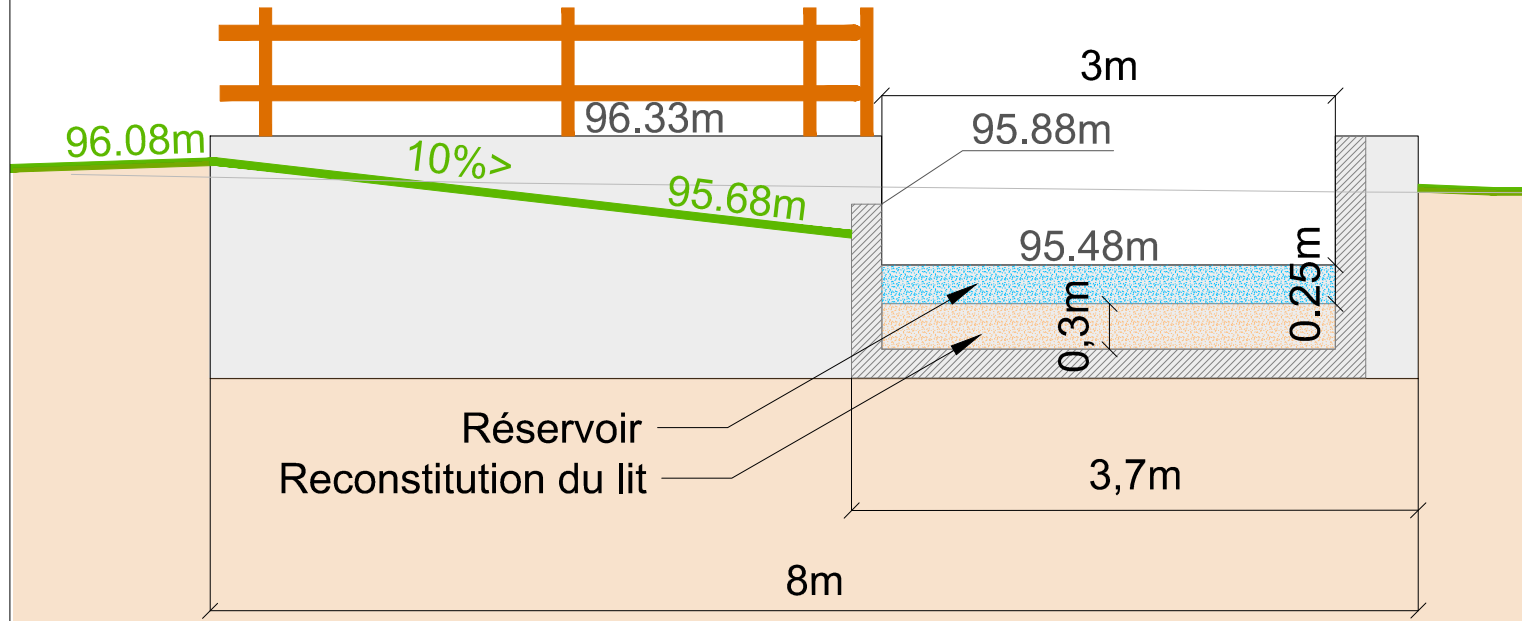 3m
96.33m
95.88m
96.08m
10%>
95.68m
95.48m
0.25m
0,3m
Réservoir
Reconstitution du lit
3,7m
8m